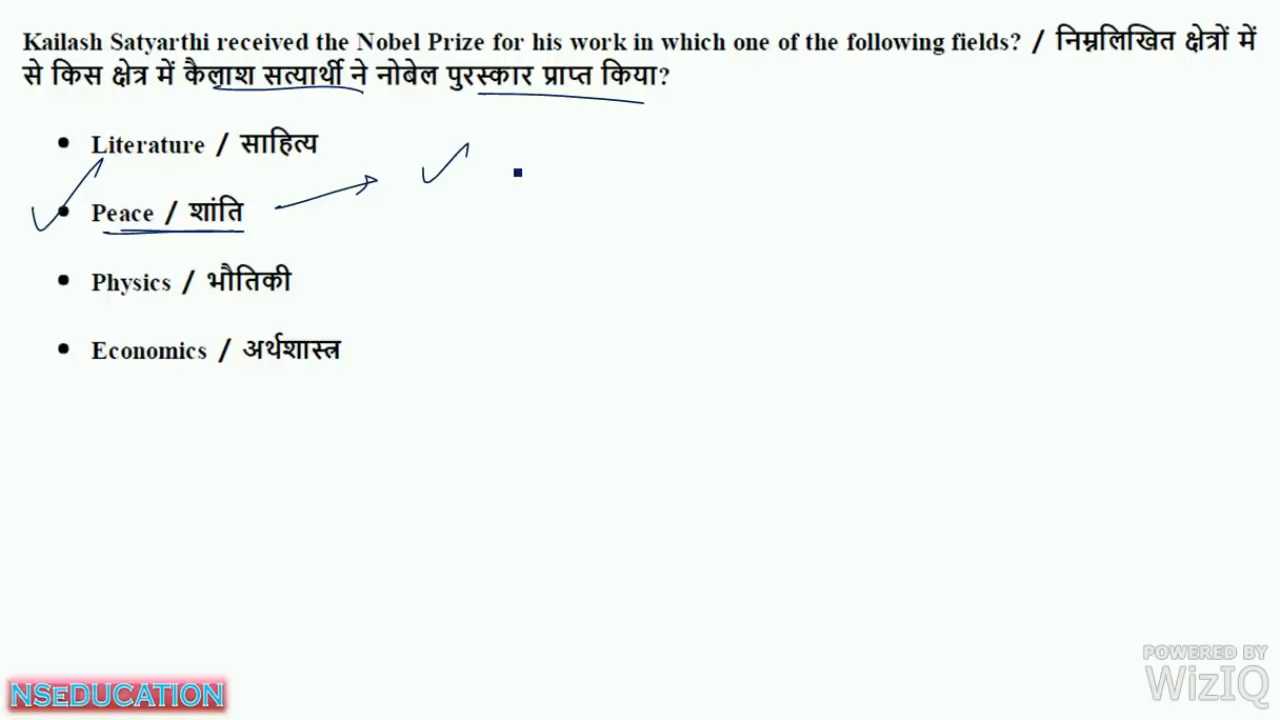 Kailash Satyarthi received the Nobel Prize for his work in which one of the following fields? / निम्नलिखित क्षेत्रों में
से किस क्षेत्र में कैलाश सत्यार्थी ने नोबेल पुरस्कार प्राप्त किया?
• Literature / साहित्य
• Peace / शांति
• Physics / भौतिकी
• Economics / अर्थशास्त्र
POWERED BY
WizIQ
NSEDUCATION